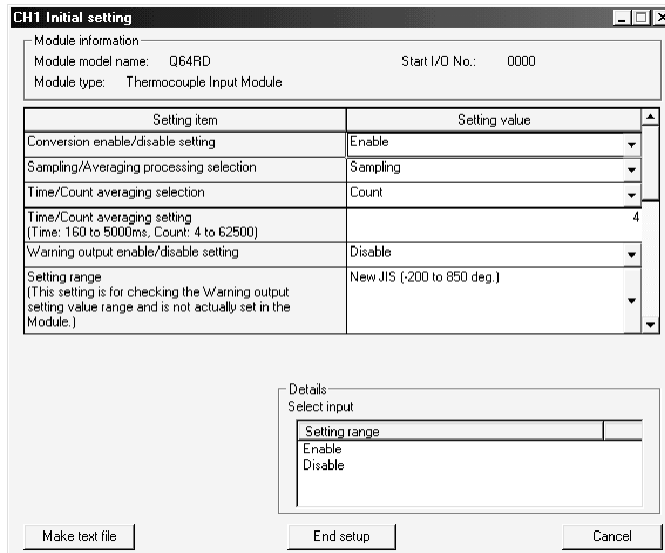 CH1 Initial setting
Module information
Module model name: Q64RD Start I/O No.: 0000
Module type: Thermocouple Input Module
Setting item Setting value
Conversion enable/disable setting Enable
Sampling/Averaging processing selection Sampling
Time/Count averaging selection Count
Time/Count averaging setting
(Time: 160 to 5000ms, Count: 4 to 62500) 4
Warning output enable/disable setting Disable
Setting range New JIS (-200 to 850 deg.)
(This setting is for checking the Warning output
setting value range and is not actually set in the
Module.)
Details
Select input
Setting range
Enable
Disable
Make text file End setup Cancel